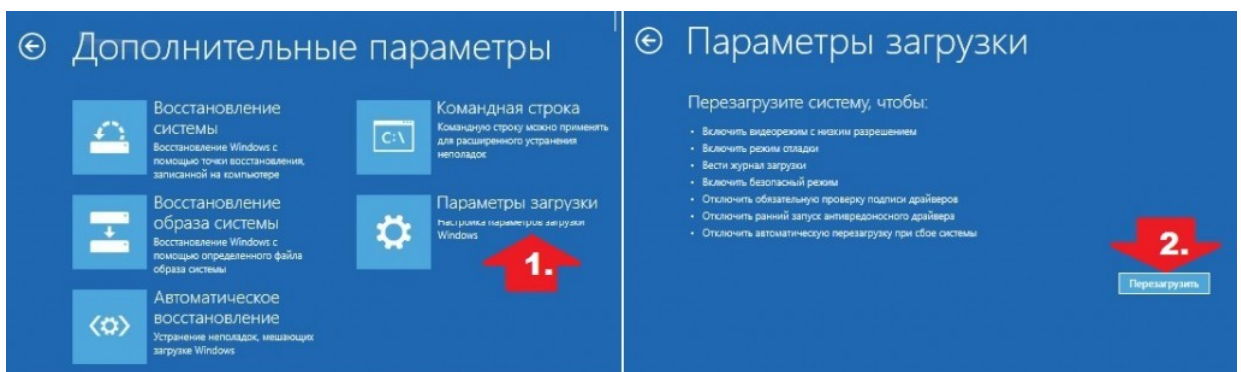 Дополнительные параметры
Восстановление
системы
Восстановление Windows с
помощью точки восстановления,
записанной на компьютере
Восстановление
образа системы
Восстановление Windows с
помощью определенного файла
образа системы
Автоматическое
восстановление
Устранение неполадок, мешающих
загрузке Windows
Командная строка
Командную строку можно применять
для расширенного устранения
неполадок
C:\
Параметры загрузки
Настройка параметров загрузки
Windows
1.
Параметры загрузки
Перезагрузите систему, чтобы:
• Включить видеорежим с низким разрешением
• Включить режим отладки
• Вести журнал загрузки
• Включить безопасный режим
• Отключить обязательную проверку подписи драйверов
• Отключить ранний запуск антивредоносного драйвера
• Отключить автоматическую перезагрузку при сбое системы
2.
Перезагрузить